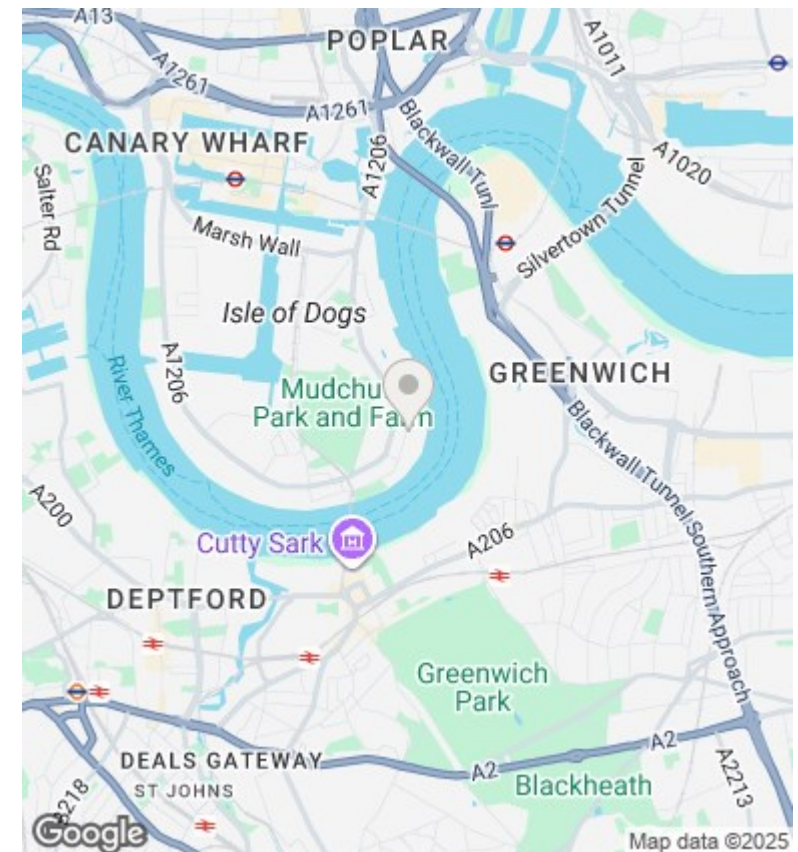 A13
POPLAR
A1011
A1261
A1261
Blackwall Tunl
CANARY WHARF
A1206
A1020
Salter Rd
Silvertown Tunnel
Marsh Wall
Isle of Dogs
A1206
River Thames
GREENWICH
Mudchu
Park and Farm
Blackwall Tunnel Southern Approach
A200
Cutty Sark
A206
DEPTFORD
Greenwich
Park
A2
DEALS GATEWAY
A2
ST JOHNS
Blackheath
A2213
Google
Map data ©2025